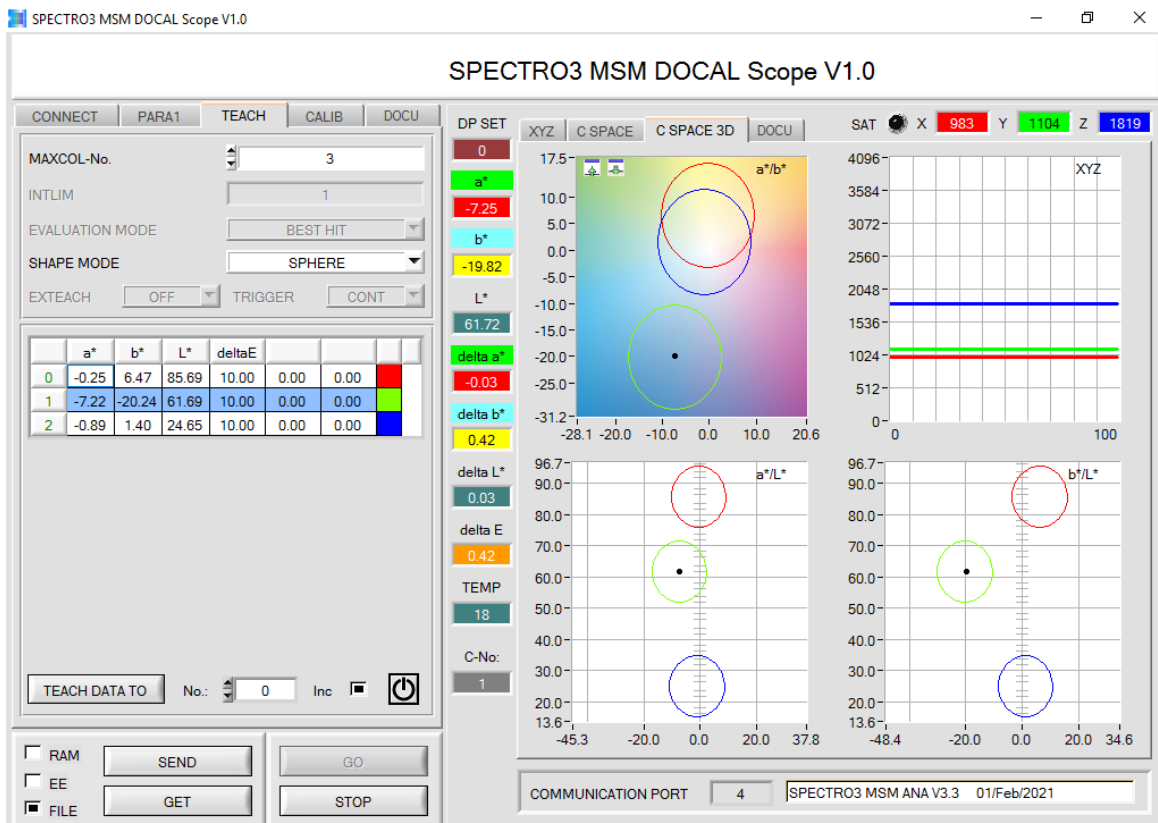 SPECTRO3 MSM DOCAL Scope V1.0
SPECTRO3 MSM DOCAL Scope V1.0
CONNECT PARA1 TEACH CALIB DOCU
MAXCOL-No. 3
INTLIM 1
EVALUATION MODE BEST HIT
SHAPE MODE SPHERE
EXTEACH OFF TRIGGER CONT
a* b* L* deltaE
0 -0.25 6.47 85.69 10.00 0.00 0.00
1 -7.22 -20.24 61.69 10.00 0.00 0.00
2 -0.89 1.40 24.65 10.00 0.00 0.00
TEACH DATA TO No.: 0 Inc
RAM
EE
FILE
SEND
GET
GO
STOP
DP SET
0
a*
-7.25
b*
-19.82
L*
61.72
delta a*
-0.03
delta b*
0.42
delta L*
0.03
delta E
0.42
TEMP
18
C-No:
1
XYZ C SPACE C SPACE 3D DOCU
SAT X 983 Y 1104 Z 1819
a*/b*
17.5
10.0
5.0
0.0
-5.0
-10.0
-15.0
-20.0
-25.0
-31.2
-28.1 -20.0 -10.0 0.0 10.0 20.6
XYZ
4096
3584
3072
2560
2048
1536
1024
512
0
0 100
a*/L*
96.7
90.0
80.0
70.0
60.0
50.0
40.0
30.0
20.0
13.6
-45.3 -20.0 0.0 20.0 37.8
b*/L*
96.7
90.0
80.0
70.0
60.0
50.0
40.0
30.0
20.0
13.6
-48.4 -20.0 0.0 20.0 34.6
COMMUNICATION PORT 4 SPECTRO3 MSM ANA V3.3 01/Feb/2021